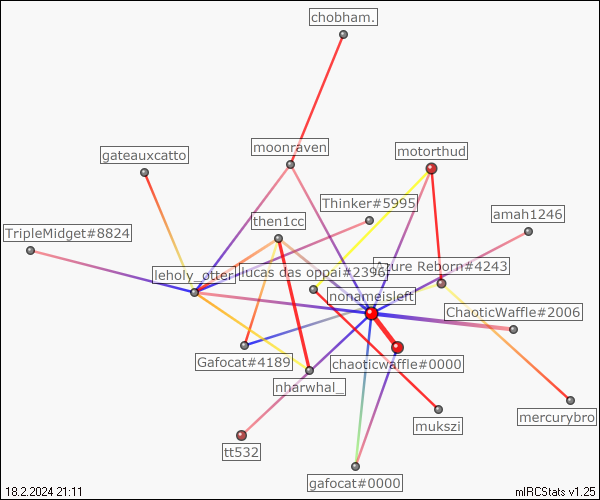 chobham.
moonraven
motorthud
gateauxcatto
Thinker#5995
amah1246
then1cc
TripleMidget#8824
leholy_otter
lucas das oppai#2396
Azure Reborn#4243
nonameisleft
ChaoticWaffle#2006
Gafocat#4189
chaoticwaffle#0000
nharwhal_
mercurybro
mukszi
tt532
gafocat#0000
18.2.2024 21:11
mIRCStats v1.25